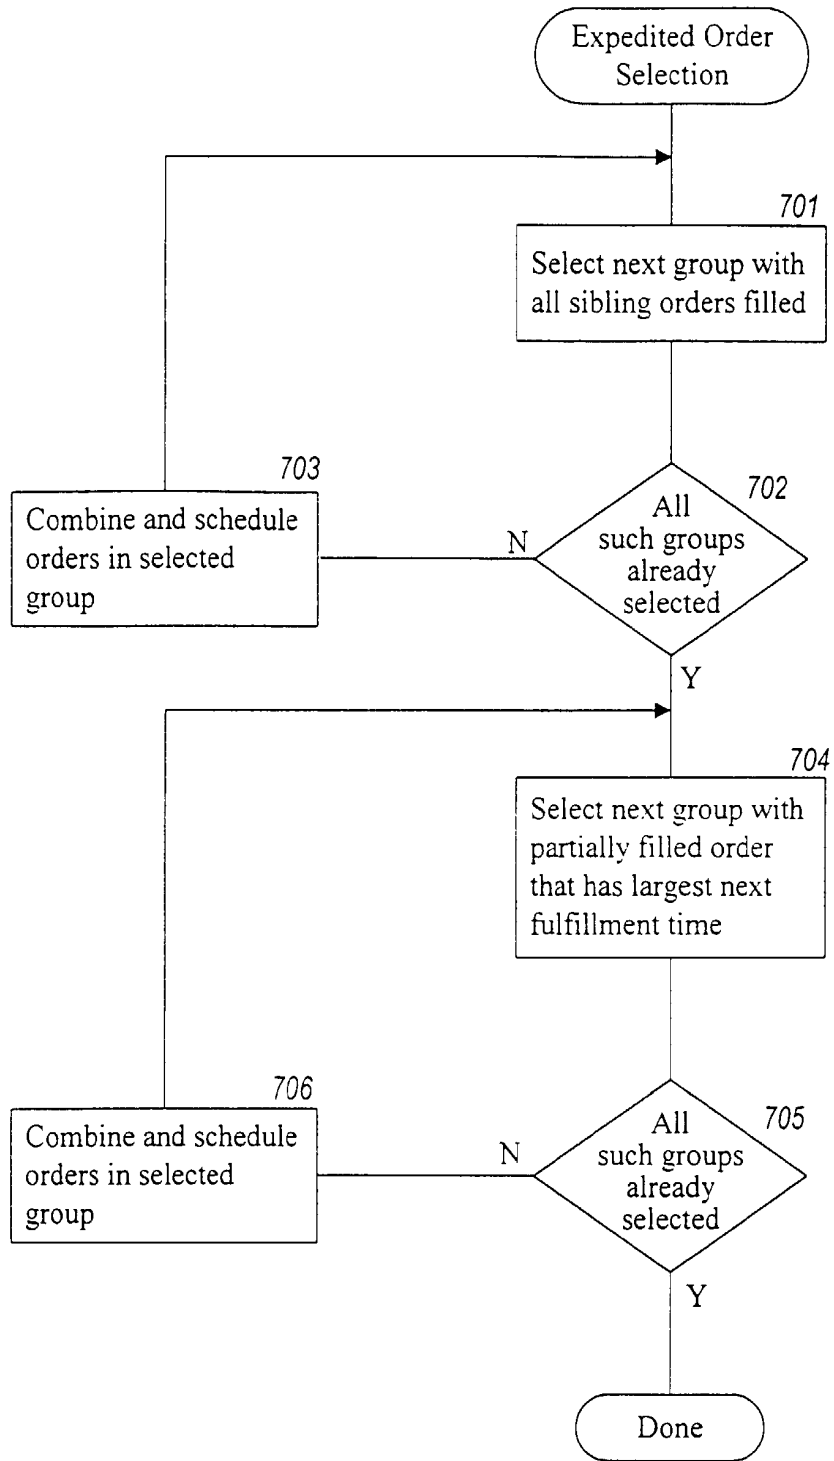 Expedited Order
Selection
701
Select next group with
all sibling orders filled
703
Combine and schedule
orders in selected
group
N
702
All
such groups
already
selected
Y
704
Select next group with
partially filled order
that has largest next
fulfillment time
706
Combine and schedule
orders in selected
group
N
705
All
such groups
already
selected
Y
Done